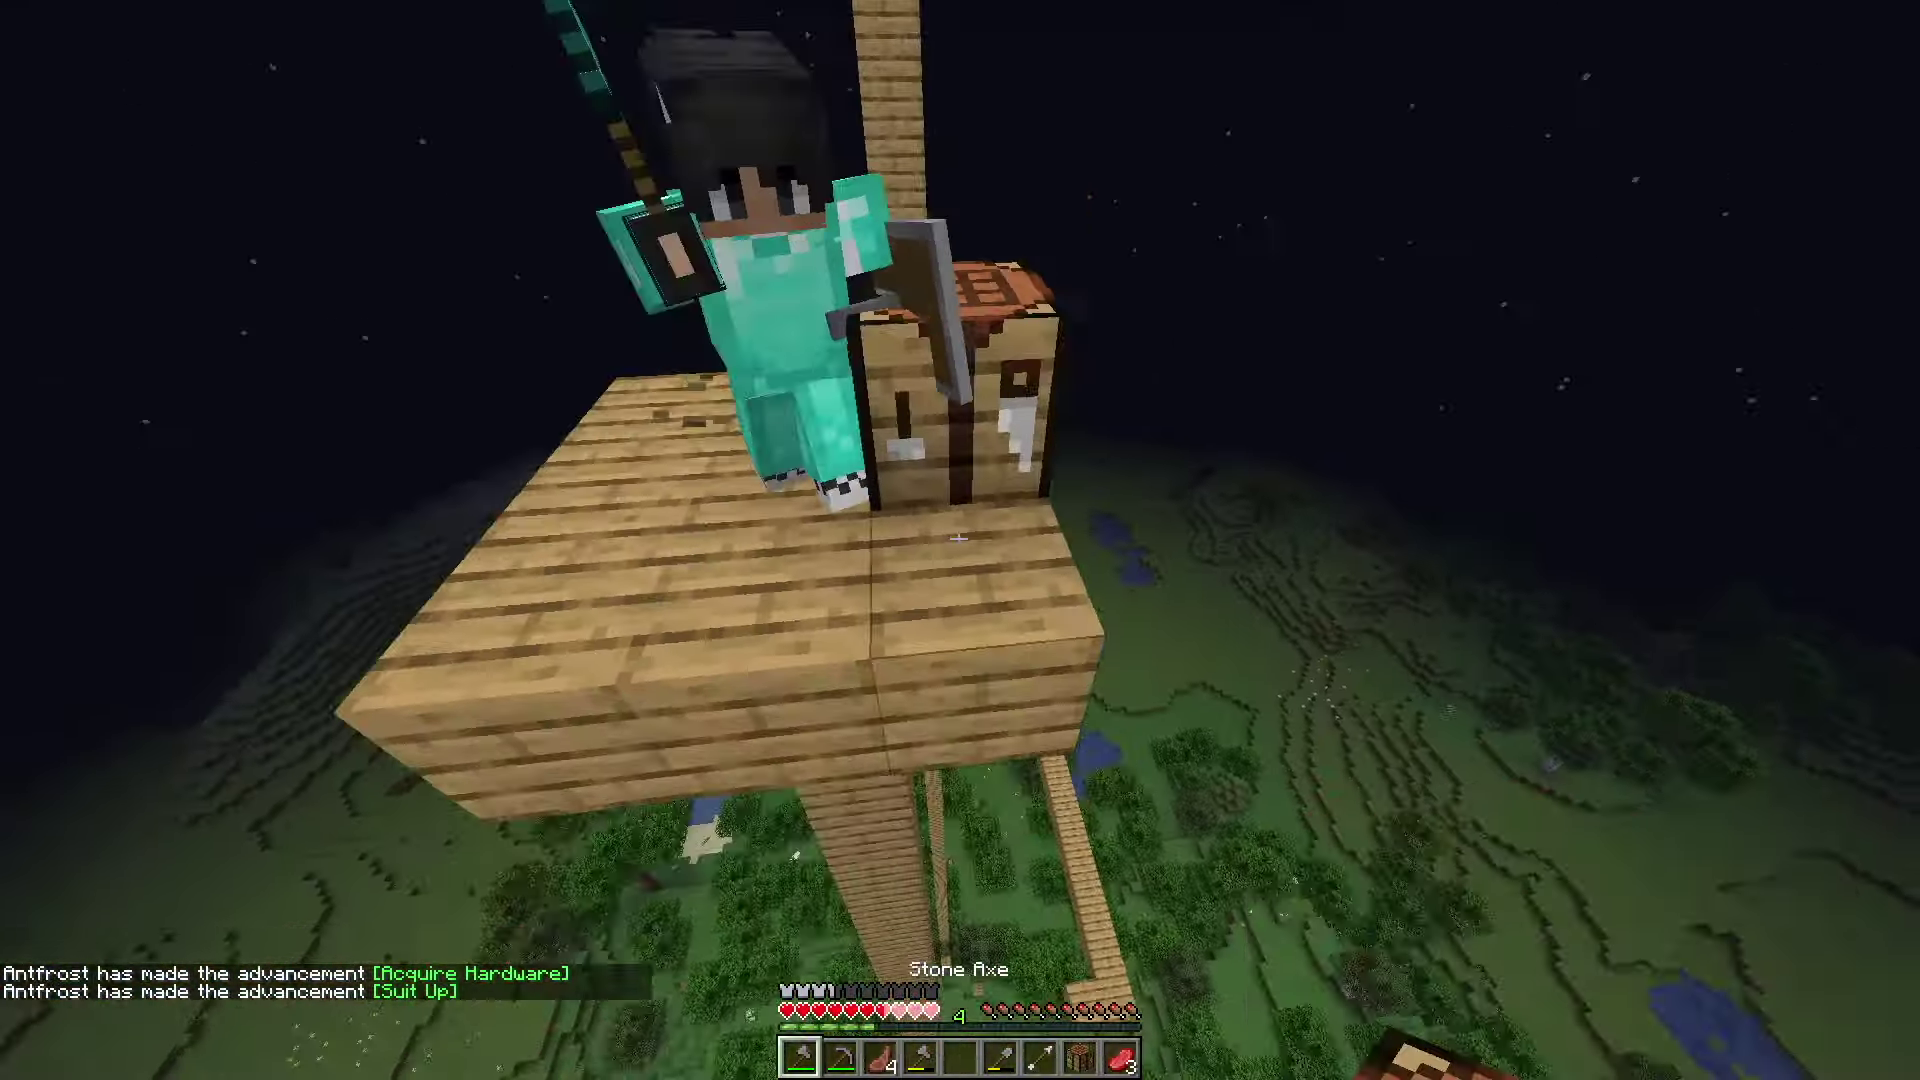 Antfrost has made the advancement [Acquire Hardware]
Antfrost has made the advancement [Suit Up]
Stone Axe
4
4
3